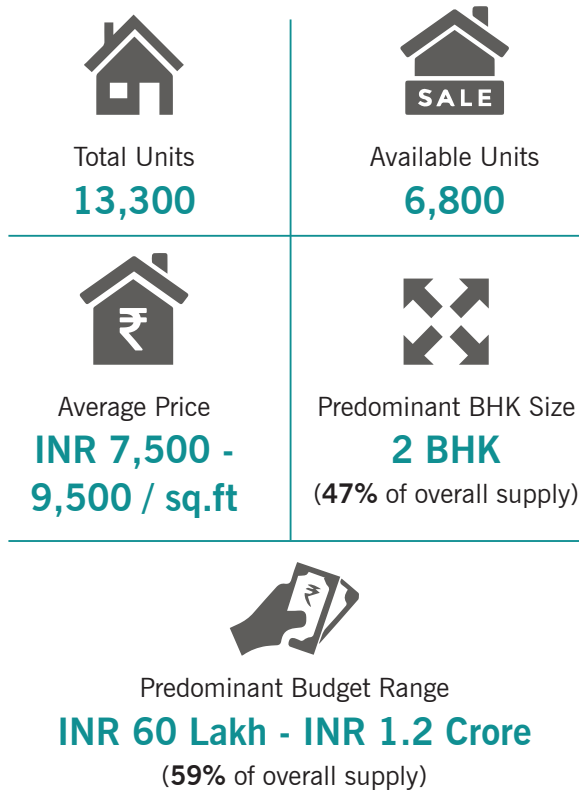 SALE
Total Units
13,300
Available Units
6,800
₹
Average Price
INR 7,500 -
9,500 / sq.ft
Predominant BHK Size
2 BHK
(47% of overall supply)
₹
Predominant Budget Range
INR 60 Lakh - INR 1.2 Crore
(59% of overall supply)